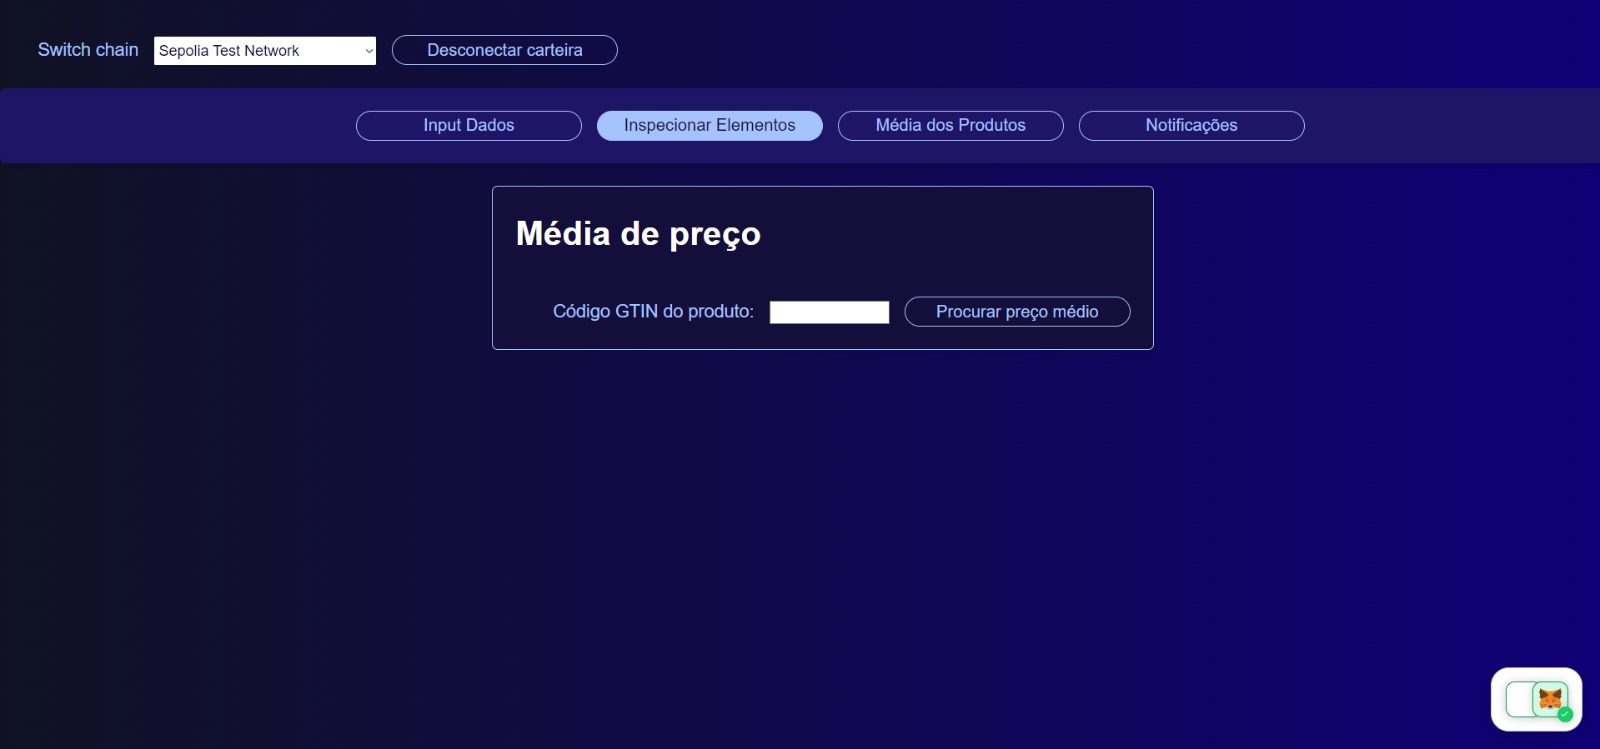 Switch chain Sepolia Test Network Desconectar carteira
Input Dados Inspecionar Elementos Média dos Produtos Notificações
Média de preço
Código GTIN do produto: Procurar preço médio